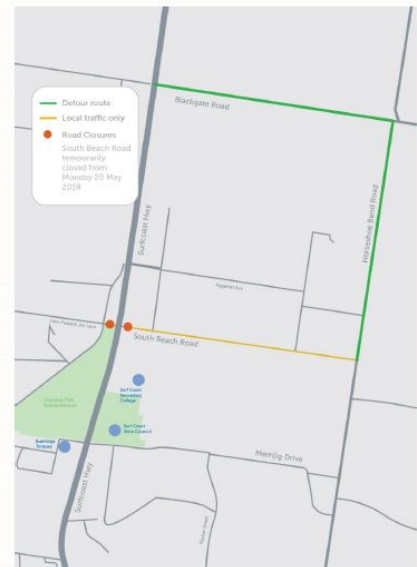 Detour route
Local traffic only
Road Closures
South Beach Road
temporarily
closed from
Monday 20 May
2019
Blackgate Road
Horseshoe Bend Road
Surfcoast Hwy
South Beach Road
Surf Coast
Secondary
College
Surf Coast
Shire Council
Bunnings
Torquay
Merrijig Drive
Surfcoast Hwy